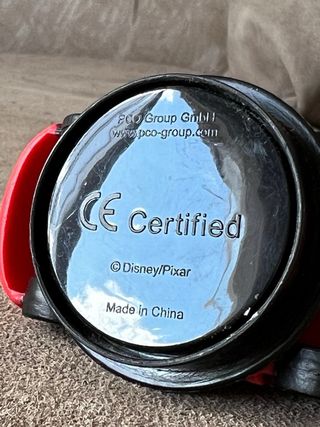 PCO Group GmbH
www.pco-group.com
CE Certified
© Disney/Pixar
Made in China